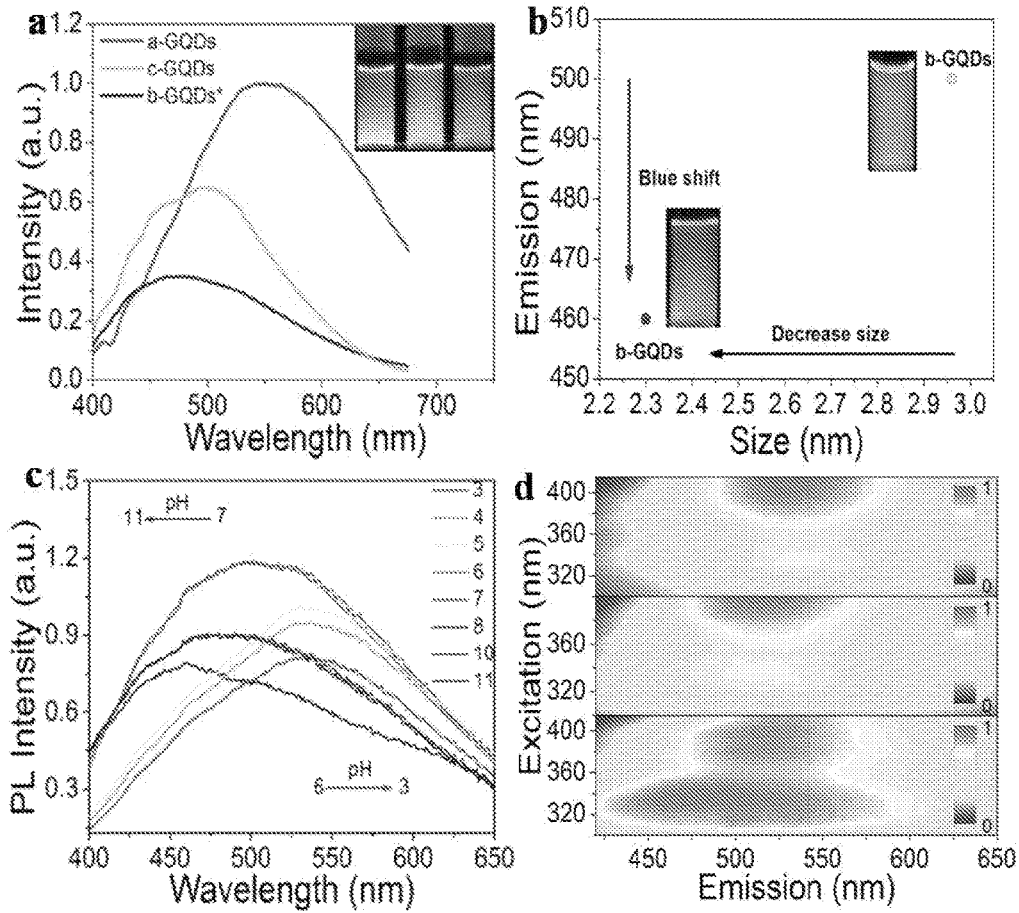 a
1.2
1.0
0.8
0.6
0.4
0.2
0.0
Intensity (a.u.)
a-GQDs
c-GQDs
b-GQDs*
400 500 600 700
Wavelength (nm)
b
510
500
490
480
470
460
450
Emission (nm)
b-GQDs
Blue shift
b-GQDs
Decrease size
2.2 2.3 2.4 2.5 2.6 2.7 2.8 2.9 3.0
Size (nm)
c
1.5
1.2
0.9
0.6
0.3
PL Intensity (a.u.)
pH
11 7
3
4
5
6
7
8
10
11
pH
6 3
400 450 500 550 600 650
Wavelength (nm)
d
400
360
320
400
360
320
400
360
320
Excitation (nm)
1
0
1
0
1
0
450 500 550 600 650
Emission (nm)